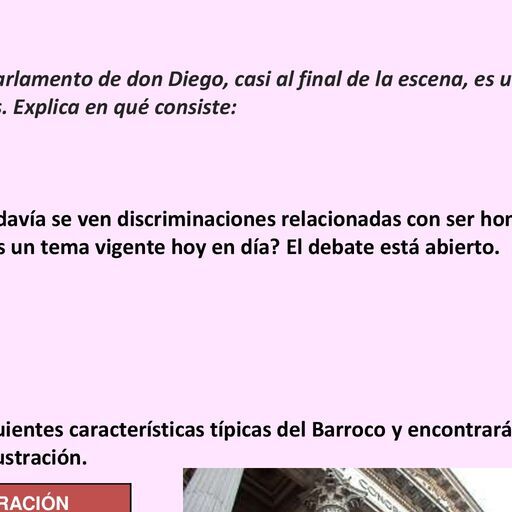 arlamento de don Diego, casi al final de la escena, es u
s. Explica en qué consiste:
davía se ven discriminaciones relacionadas con ser hor
s un tema vigente hoy en día? El debate está abierto.
uientes características típicas del Barroco y encontrará
ustración.
RACIÓN